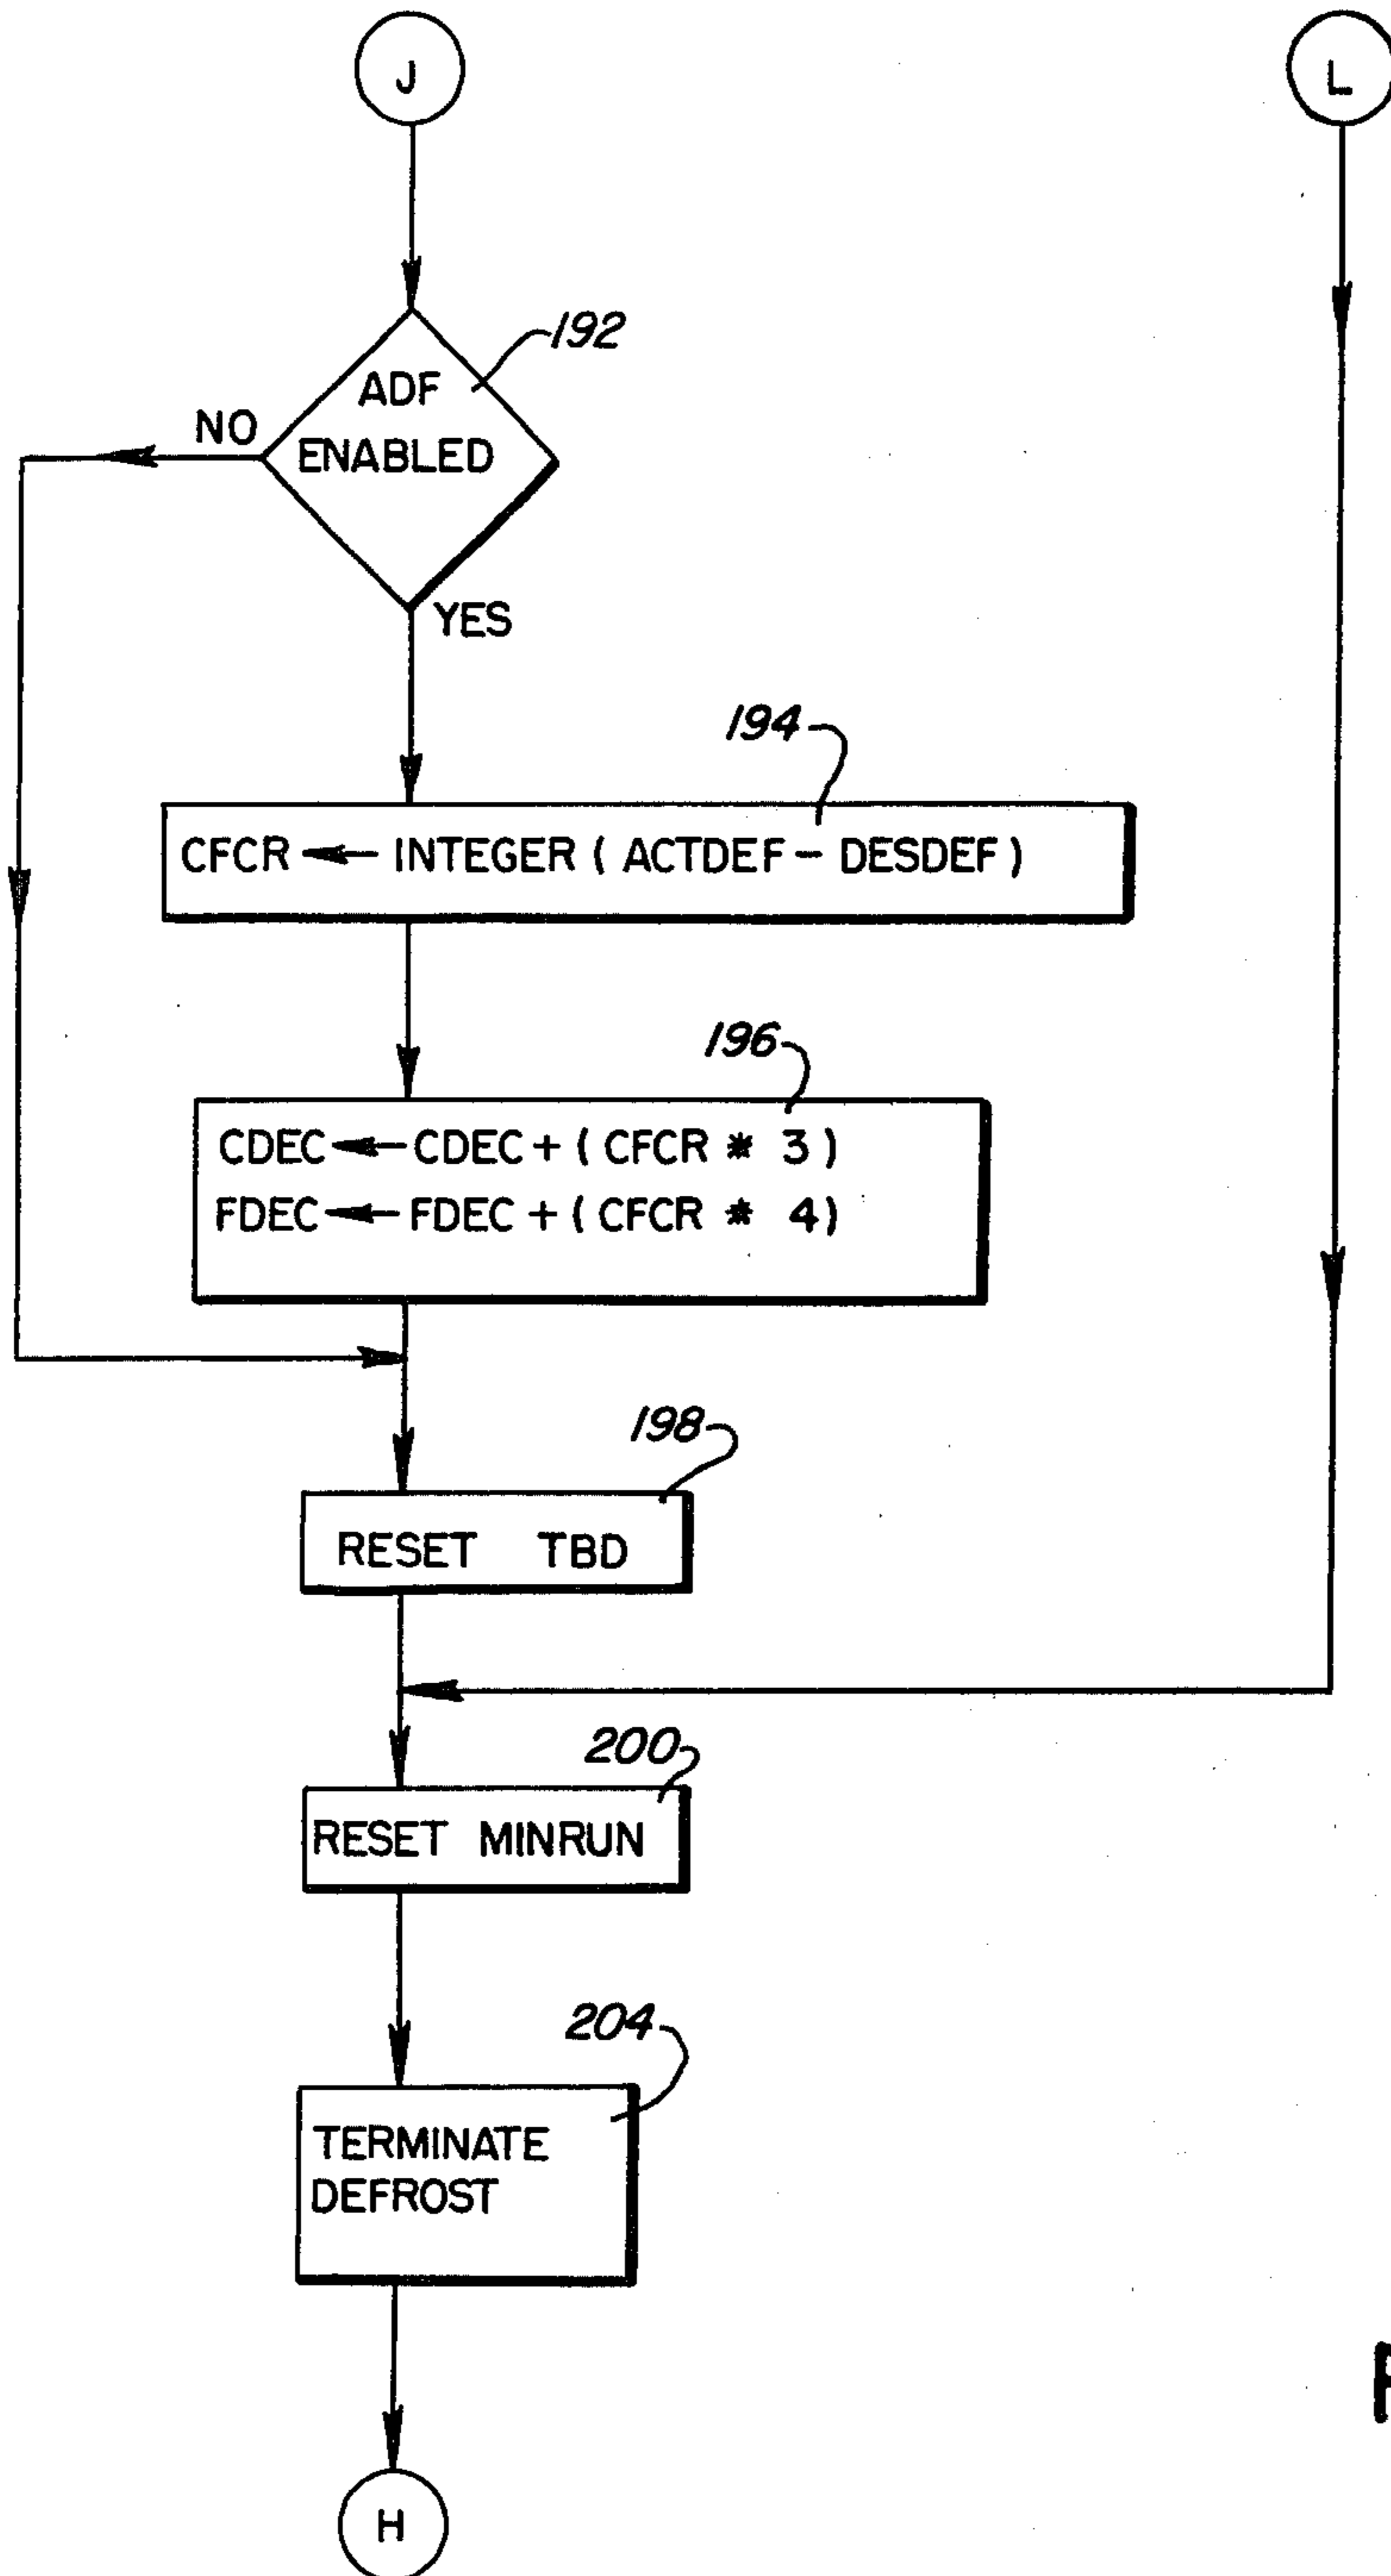 J
L
192
ADF
ENABLED
NO
YES
194
CFCR ← INTEGER ( ACTDEF - DESDEF )
196
CDEC ← CDEC + ( CFCR * 3 )
FDEC ← FDEC + ( CFCR * 4 )
198
RESET TBD
200
RESET MINRUN
204
TERMINATE
DEFROST
H